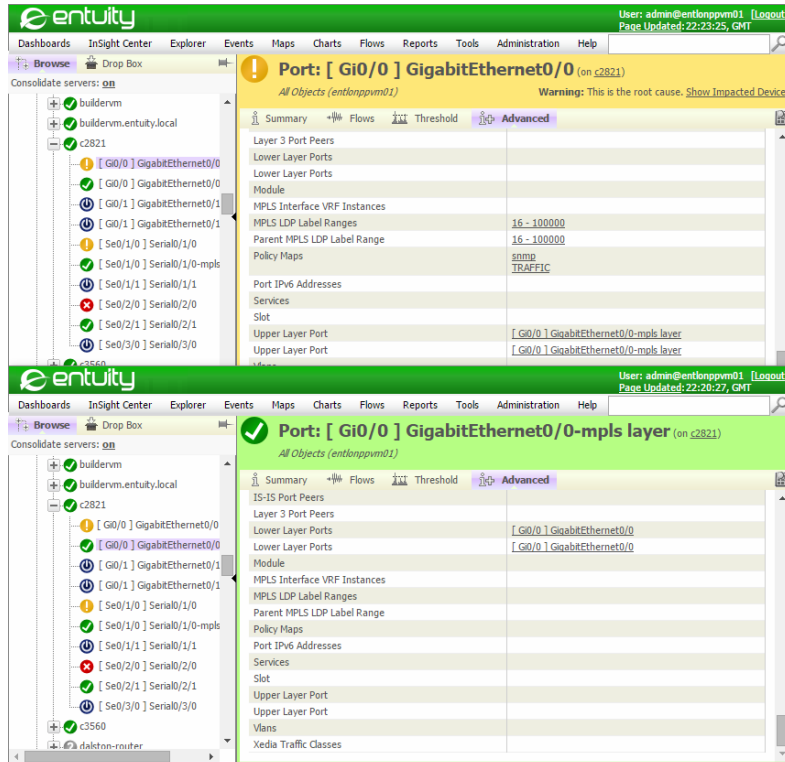 entuity
User: admin@entlonppvm01 [Logout
Page Updated: 22:23:25, GMT
Dashboards InSight Center Explorer Events Maps Charts Flows Reports Tools Administration Help
Browse Drop Box
Consolidate servers: on
buildervm
buildervm.entuity.local
c2821
[ Gi0/0 ] GigabitEthernet0/0
[ Gi0/0 ] GigabitEthernet0/0
[ Gi0/1 ] GigabitEthernet0/1
[ Gi0/1 ] GigabitEthernet0/1
[ Se0/1/0 ] Serial0/1/0
[ Se0/1/0 ] Serial0/1/0-mpls
[ Se0/1/1 ] Serial0/1/1
[ Se0/2/0 ] Serial0/2/0
[ Se0/2/1 ] Serial0/2/1
[ Se0/3/0 ] Serial0/3/0
c3560
Port: [ Gi0/0 ] GigabitEthernet0/0 (on c2821)
All Objects (entlonppvm01)
Warning: This is the root cause. Show Impacted Device
Summary Flows Threshold Advanced
Layer 3 Port Peers
Lower Layer Ports
Lower Layer Ports
Module
MPLS Interface VRF Instances
MPLS LDP Label Ranges 16 - 100000
Parent MPLS LDP Label Range 16 - 100000
Policy Maps snmp
TRAFFIC
Port IPv6 Addresses
Services
Slot
Upper Layer Port [ Gi0/0 ] GigabitEthernet0/0-mpls layer
Upper Layer Port [ Gi0/0 ] GigabitEthernet0/0-mpls layer
Vlans
entuity
User: admin@entlonppvm01 [Logout
Page Updated: 22:20:27, GMT
Dashboards InSight Center Explorer Events Maps Charts Flows Reports Tools Administration Help
Browse Drop Box
Consolidate servers: on
buildervm
buildervm.entuity.local
c2821
[ Gi0/0 ] GigabitEthernet0/0
[ Gi0/0 ] GigabitEthernet0/0
[ Gi0/1 ] GigabitEthernet0/1
[ Gi0/1 ] GigabitEthernet0/1
[ Se0/1/0 ] Serial0/1/0
[ Se0/1/0 ] Serial0/1/0-mpls
[ Se0/1/1 ] Serial0/1/1
[ Se0/2/0 ] Serial0/2/0
[ Se0/2/1 ] Serial0/2/1
[ Se0/3/0 ] Serial0/3/0
c3560
dalston-router
Port: [ Gi0/0 ] GigabitEthernet0/0-mpls layer (on c2821)
All Objects (entlonppvm01)
Summary Flows Threshold Advanced
IS-IS Port Peers
Layer 3 Port Peers
Lower Layer Ports [ Gi0/0 ] GigabitEthernet0/0
Lower Layer Ports [ Gi0/0 ] GigabitEthernet0/0
Module
MPLS Interface VRF Instances
MPLS LDP Label Ranges
Parent MPLS LDP Label Range
Policy Maps
Port IPv6 Addresses
Services
Slot
Upper Layer Port
Upper Layer Port
Vlans
Xedia Traffic Classes